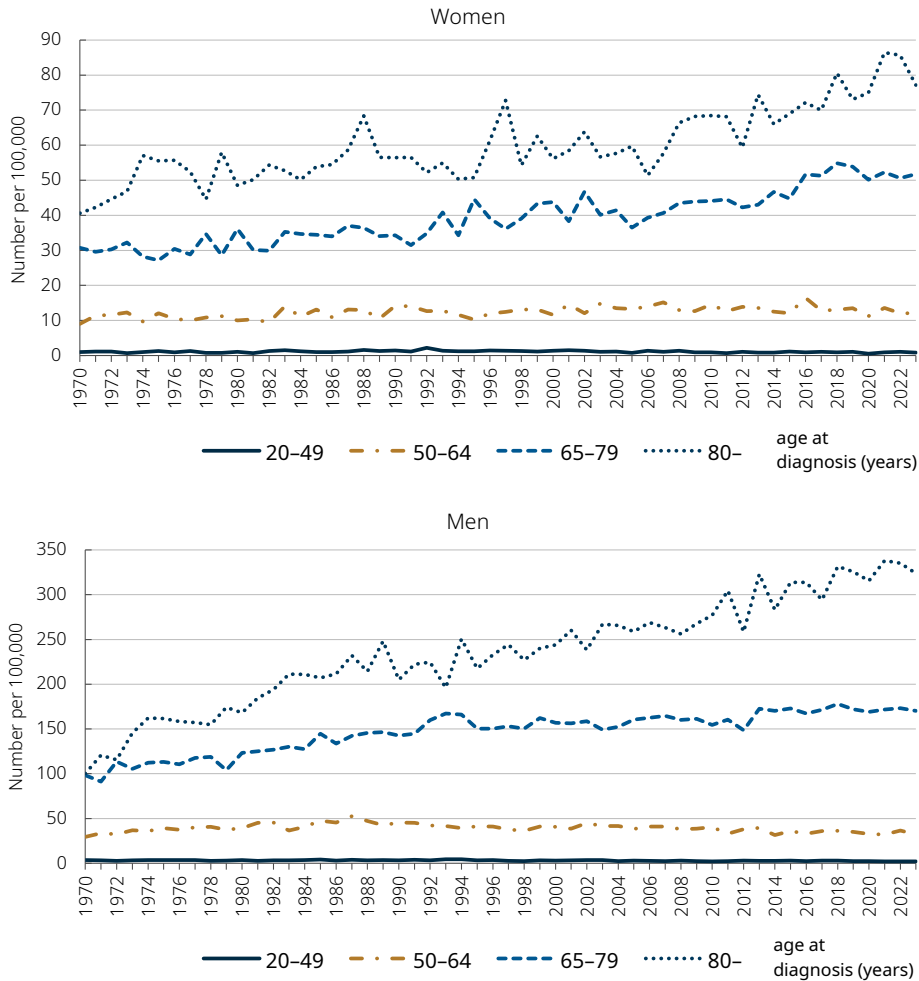 Women
Number per 100,000
90
80
70
60
50
40
30
20
10
0
1970 1972 1974 1976 1978 1980 1982 1984 1986 1988 1990 1992 1994 1996 1998 2000 2002 2004 2006 2008 2010 2012 2014 2016 2018 2020 2022
20–49 50–64 65–79 80– age at
diagnosis (years)
Men
Number per 100,000
350
300
250
200
150
100
50
0
1970 1972 1974 1976 1978 1980 1982 1984 1986 1988 1990 1992 1994 1996 1998 2000 2002 2004 2006 2008 2010 2012 2014 2016 2018 2020 2022
20–49 50–64 65–79 80– age at
diagnosis (years)